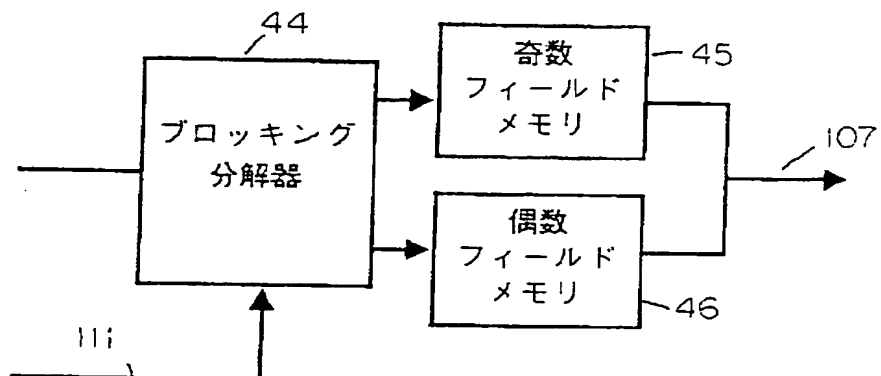 44
ブロッキング
分解器
奇数
フィールド
メモリ
45
偶数
フィールド
メモリ
46
107